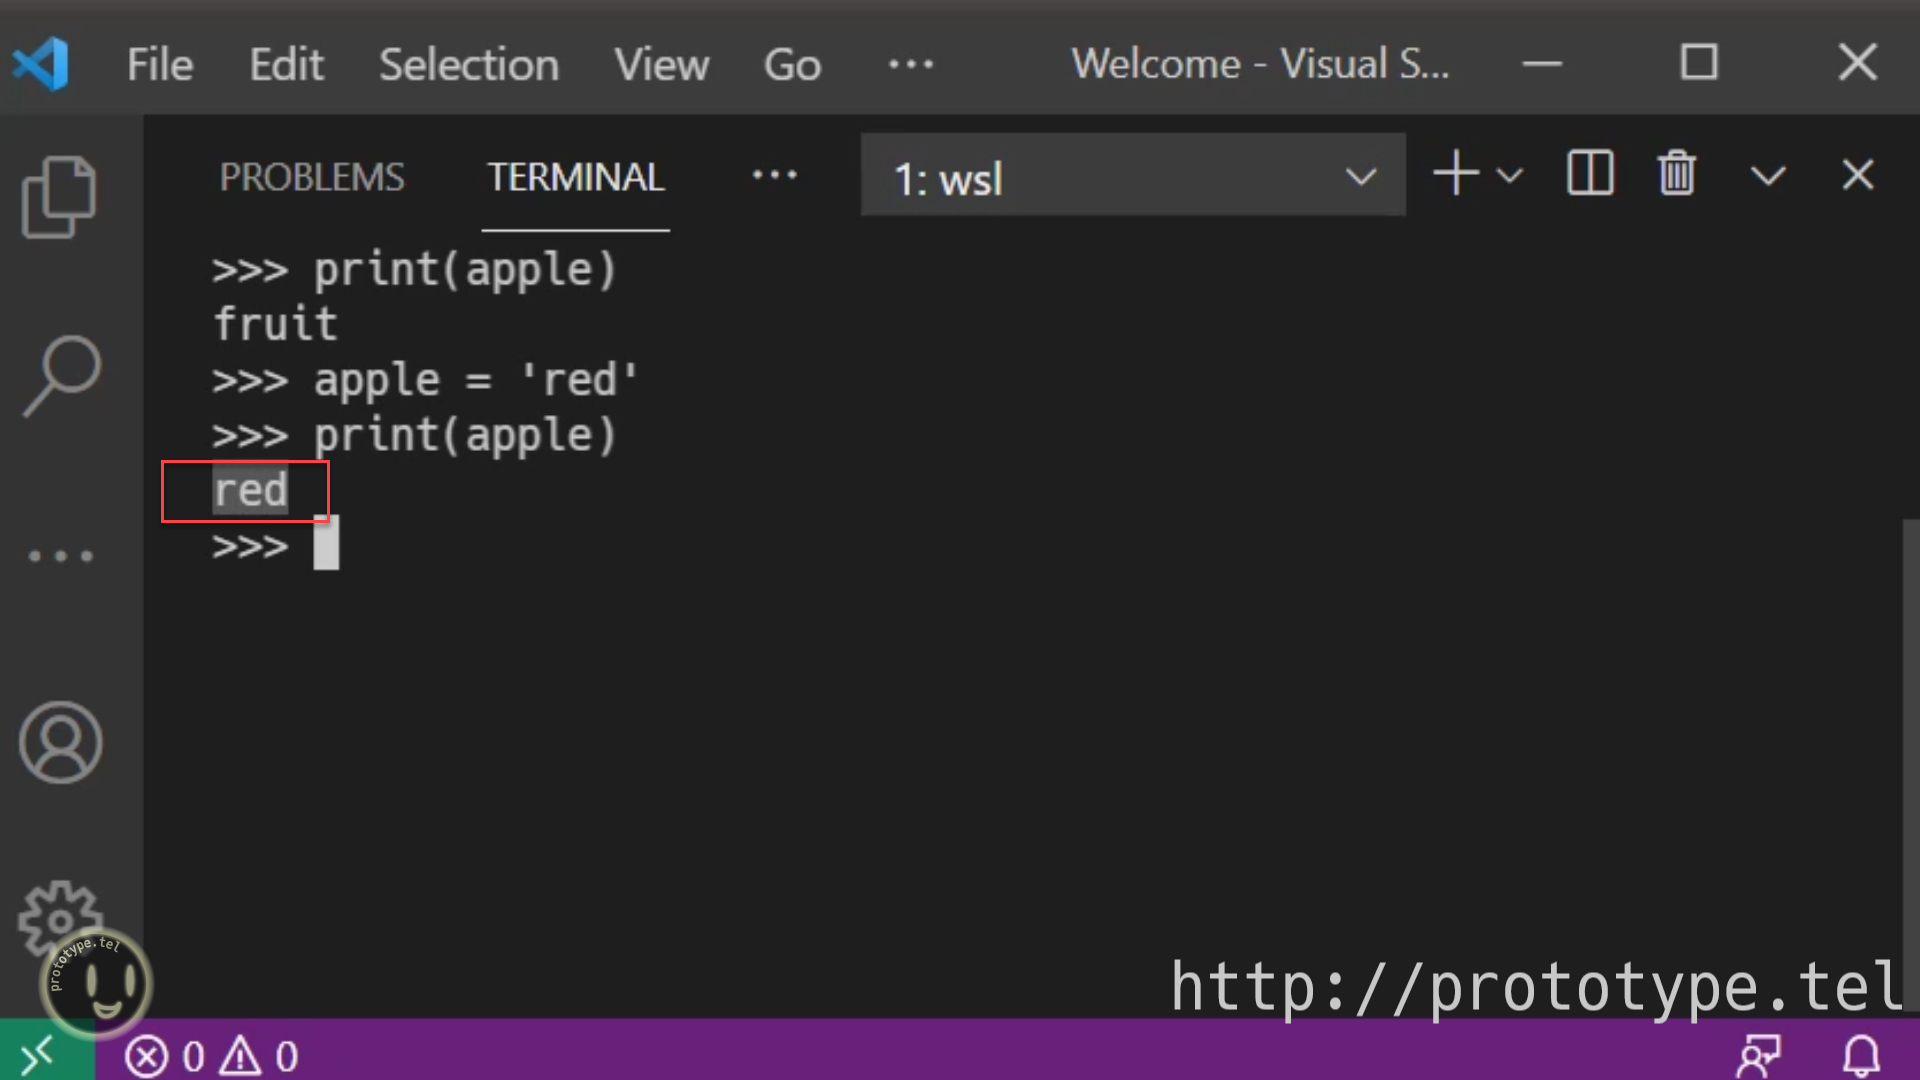 File Edit Selection View Go ··· Welcome - Visual S...
PROBLEMS TERMINAL ··· 1: wsl
>>> print(apple)
fruit
>>> apple = 'red'
>>> print(apple)
red
>>>
prototype.tel
http://prototype.tel
0 0